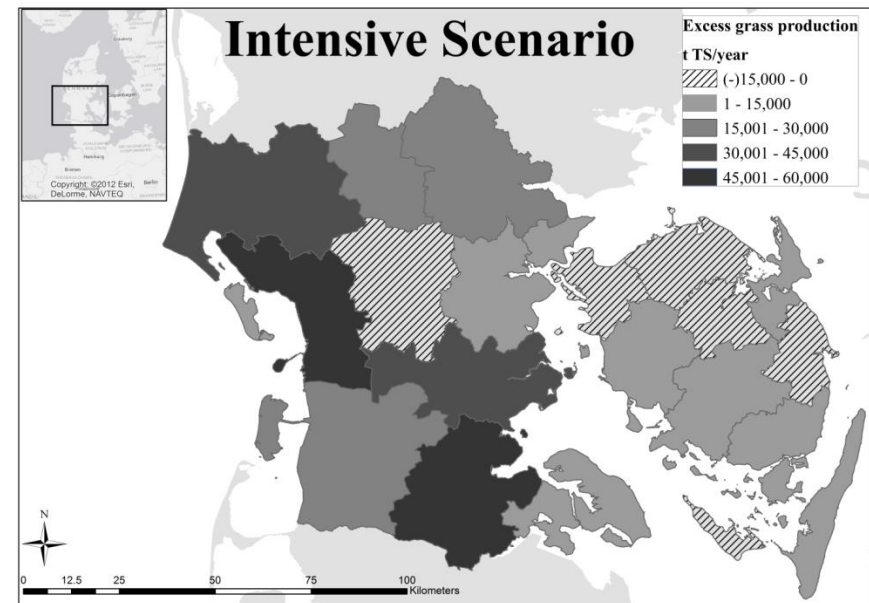 Intensive Scenario
Excess grass production
t TS/year
(-)15,000 - 0
1 - 15,000
15,001 - 30,000
30,001 - 45,000
45,001 - 60,000
Copyright: ©2012 Esri,
DeLorme, NAVTEQ
N
0 12.5 25 50 75 100
Kilometers